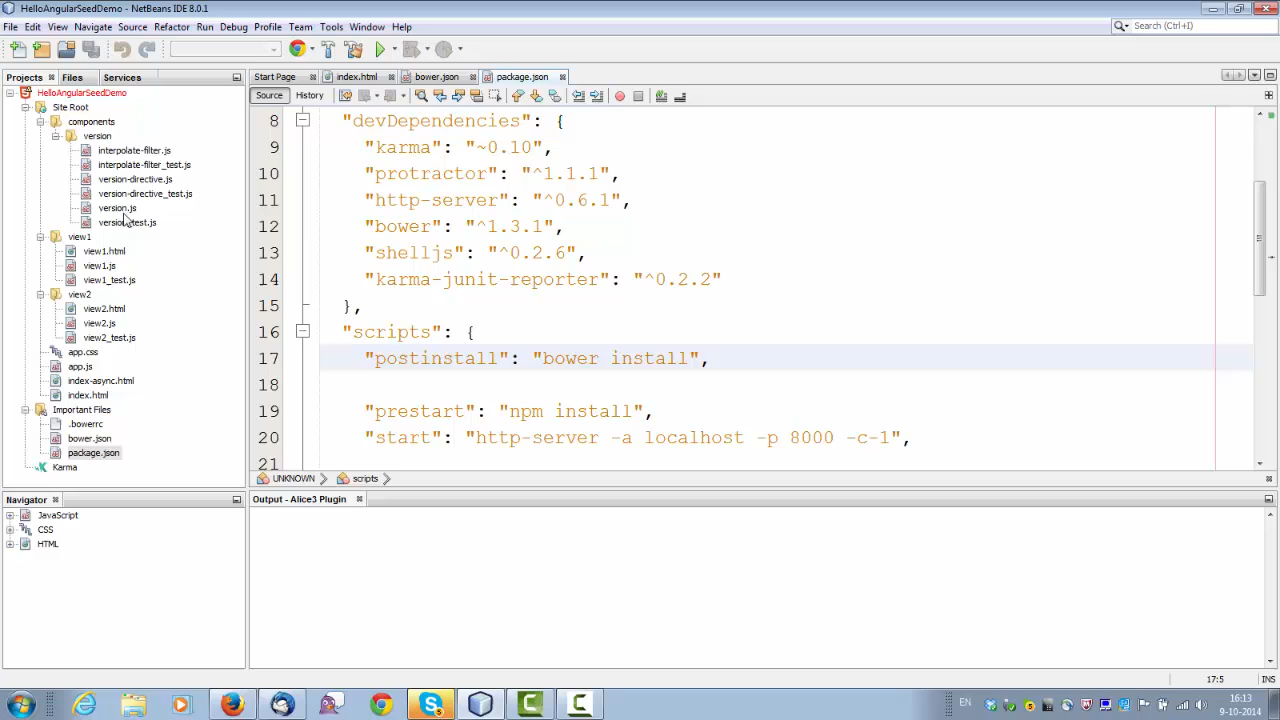 HelloAngularSeedDemo - NetBeans IDE 8.0.1
File Edit View Navigate Source Refactor Run Debug Profile Team Tools Window Help
Search (Ctrl+I)
Projects Files Services
HelloAngularSeedDemo
Site Root
components
version
interpolate-filter.js
interpolate-filter_test.js
version-directive.js
version-directive_test.js
version.js
version_test.js
view1
view1.html
view1.js
view1_test.js
view2
view2.html
view2.js
view2_test.js
app.css
app.js
index-async.html
index.html
Important Files
.bowerrc
bower.json
package.json
Karma
Navigator
JavaScript
CSS
HTML
Start Page index.html bower.json package.json
Source History
8 "devDependencies": {
9 "karma": "~0.10",
10 "protractor": "^1.1.1",
11 "http-server": "^0.6.1",
12 "bower": "^1.3.1",
13 "shelljs": "^0.2.6",
14 "karma-junit-reporter": "^0.2.2"
15 },
16 "scripts": {
17 "postinstall": "bower install",
18
19 "prestart": "npm install",
20 "start": "http-server -a localhost -p 8000 -c-1",
21
UNKNOWN scripts
Output - Alice3 Plugin
17:5 INS
EN
16:13
9-10-2014